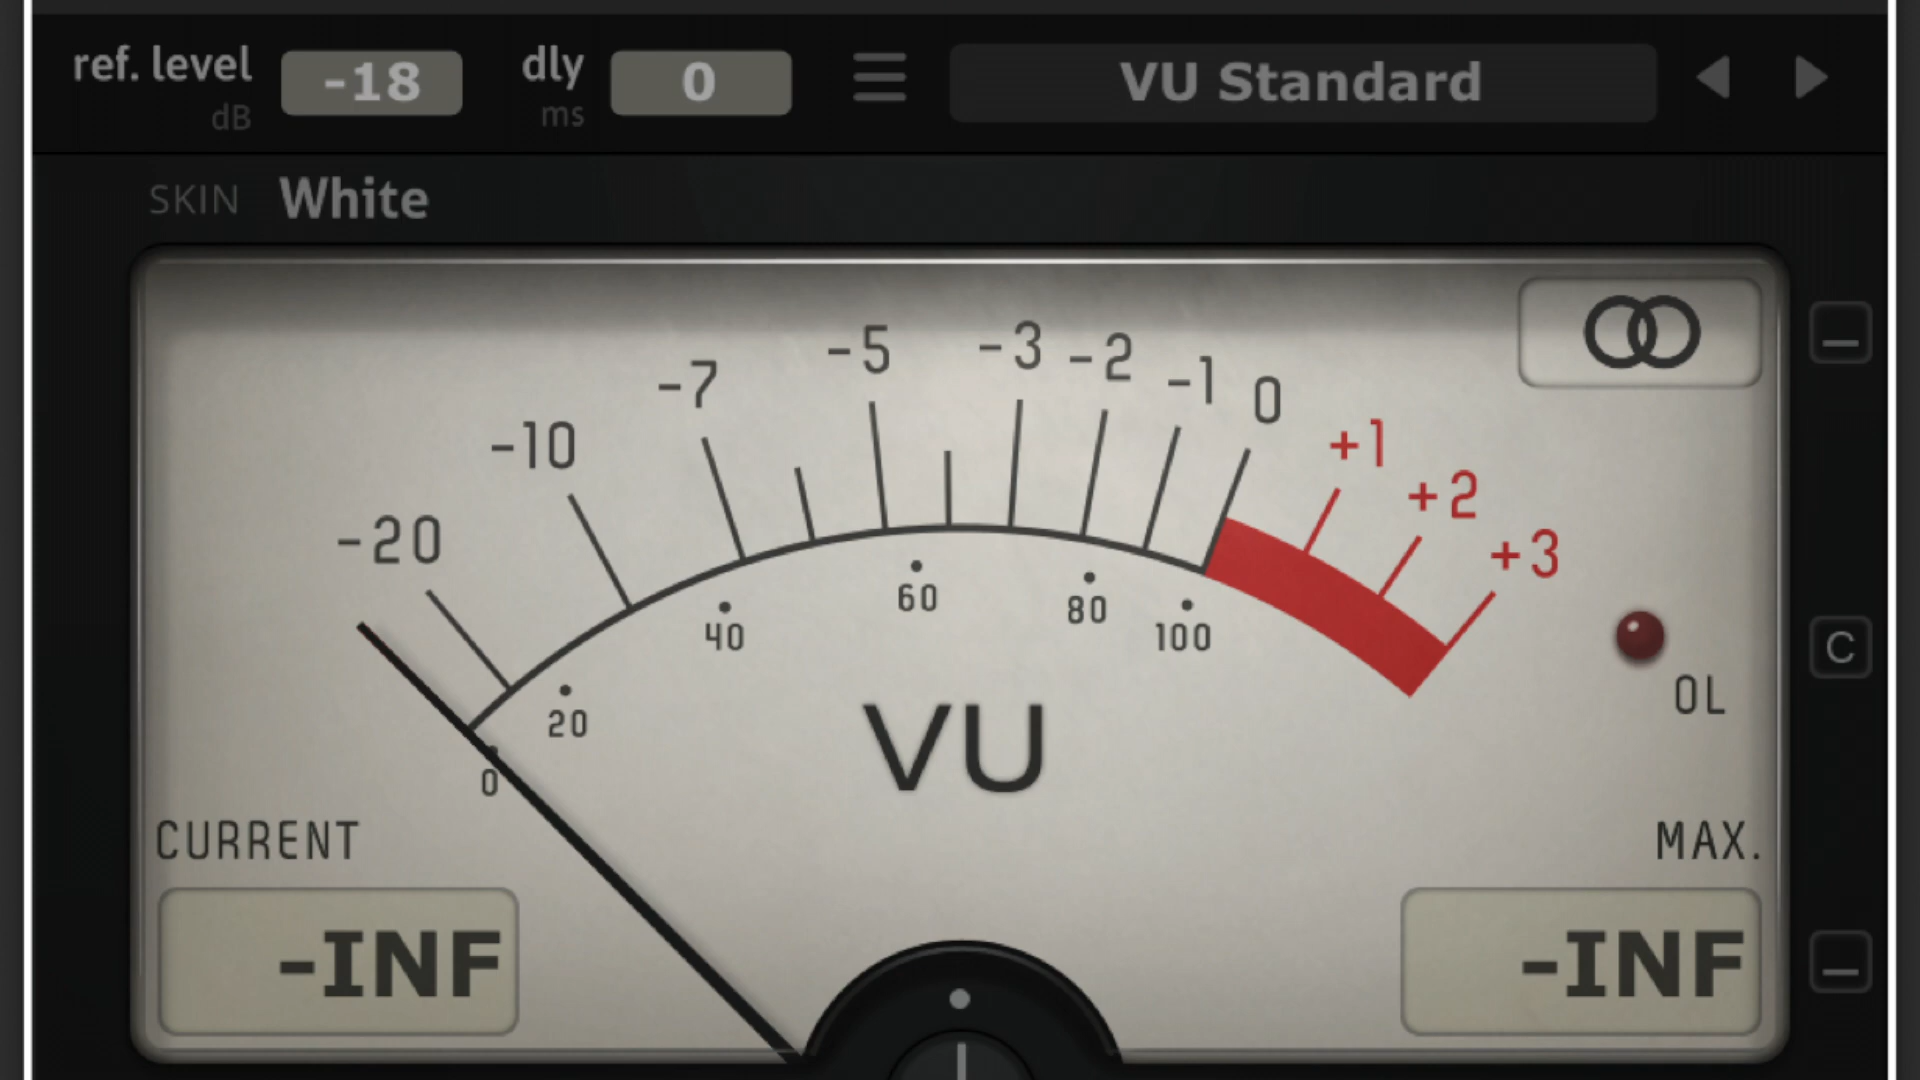 ref. level -18 dly 0 VU Standard
dB ms
SKIN White
-20 -10 -7 -5 -3 -2 -1 0 +1 +2 +3
0 20 40 60 80 100
VU
OL
C
CURRENT MAX.
-INF -INF